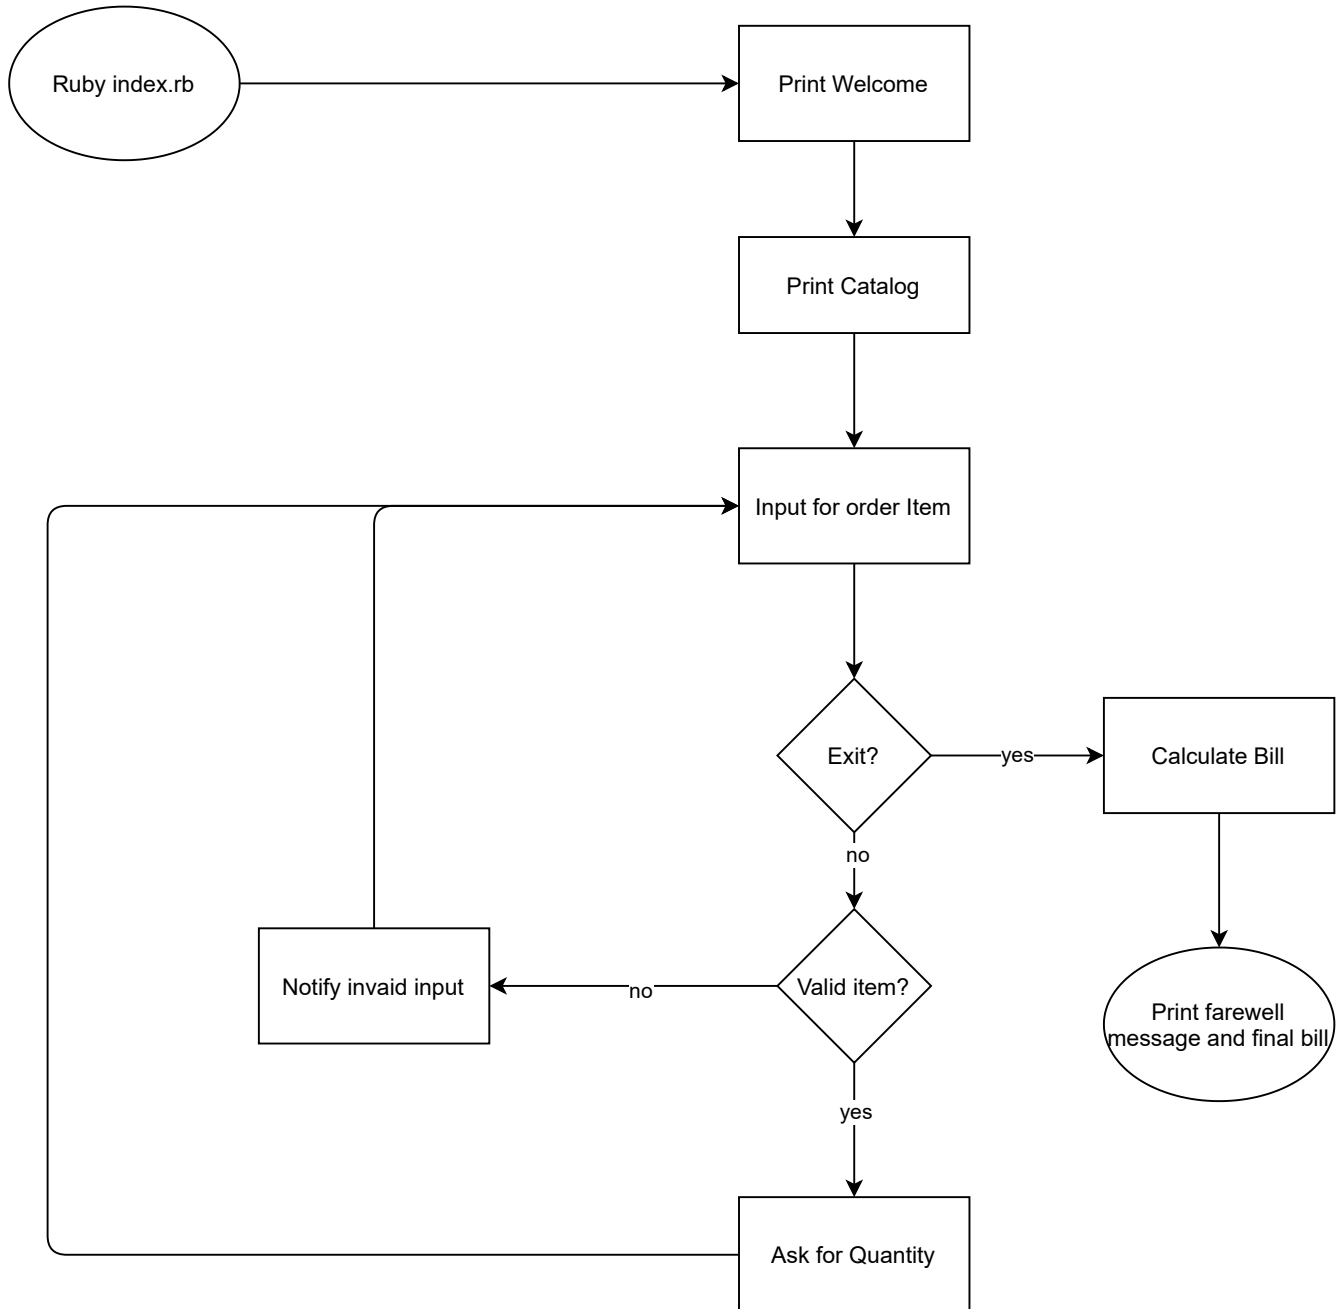 Ruby index.rb
Print Welcome
Print Catalog
Input for order Item
Exit?
yes
Calculate Bill
no
Notify invaid input
no
Valid item?
Print farewell
message and final bill
yes
Ask for Quantity